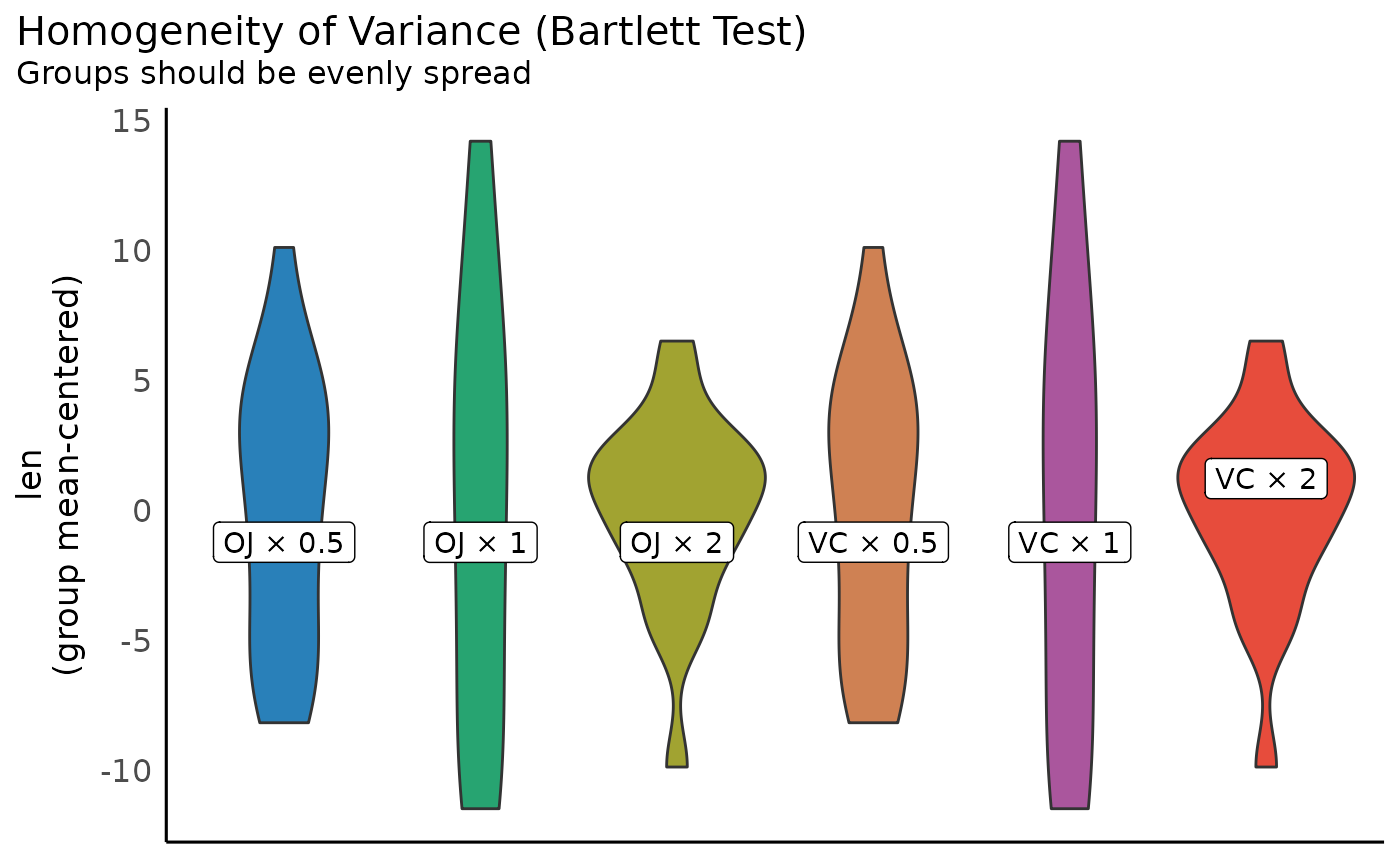 Homogeneity of Variance (Bartlett Test)
Groups should be evenly spread
len
(group mean-centered)
15
10
5
0
-5
-10
OJ × 0.5
OJ × 1
OJ × 2
VC × 0.5
VC × 1
VC × 2